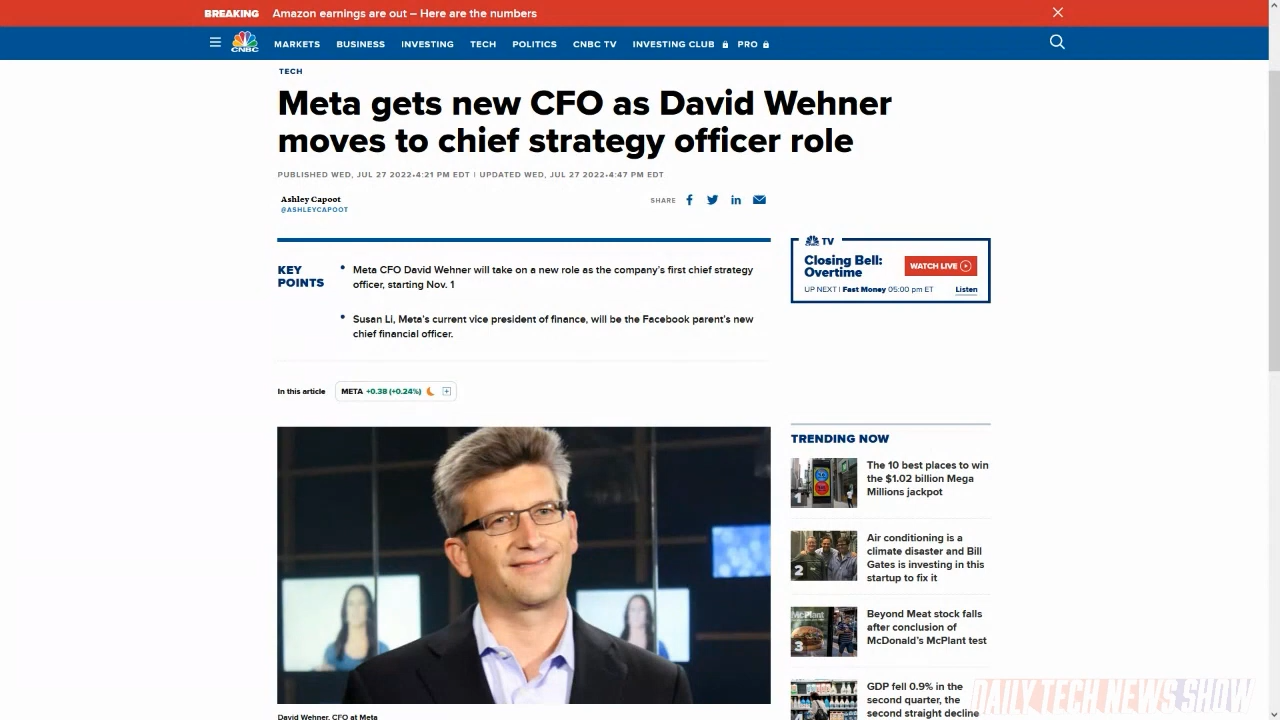 BREAKING Amazon earnings are out – Here are the numbers
CNBC MARKETS BUSINESS INVESTING TECH POLITICS CNBC TV INVESTING CLUB PRO
TECH
Meta gets new CFO as David Wehner
moves to chief strategy officer role
PUBLISHED WED, JUL 27 2022•4:21 PM EDT | UPDATED WED, JUL 27 2022•4:47 PM EDT
Ashley Capoot
@ASHLEYCAPOOT
SHARE
KEY
POINTS
Meta CFO David Wehner will take on a new role as the company's first chief strategy
officer, starting Nov. 1
Susan Li, Meta's current vice president of finance, will be the Facebook parent's new
chief financial officer.
TV
Closing Bell:
Overtime
WATCH LIVE
UP NEXT | Fast Money 05:00 pm ET Listen
In this article META +0.38 (+0.24%)
TRENDING NOW
1
The 10 best places to win
the $1.02 billion Mega
Millions jackpot
2
Air conditioning is a
climate disaster and Bill
Gates is investing in this
startup to fix it
McPlant
3
Beyond Meat stock falls
after conclusion of
McDonald's McPlant test
GDP fell 0.9% in the
second quarter, the
second straight decline
David Wehner, CFO at Meta
DAILY TECH NEWS SHOW